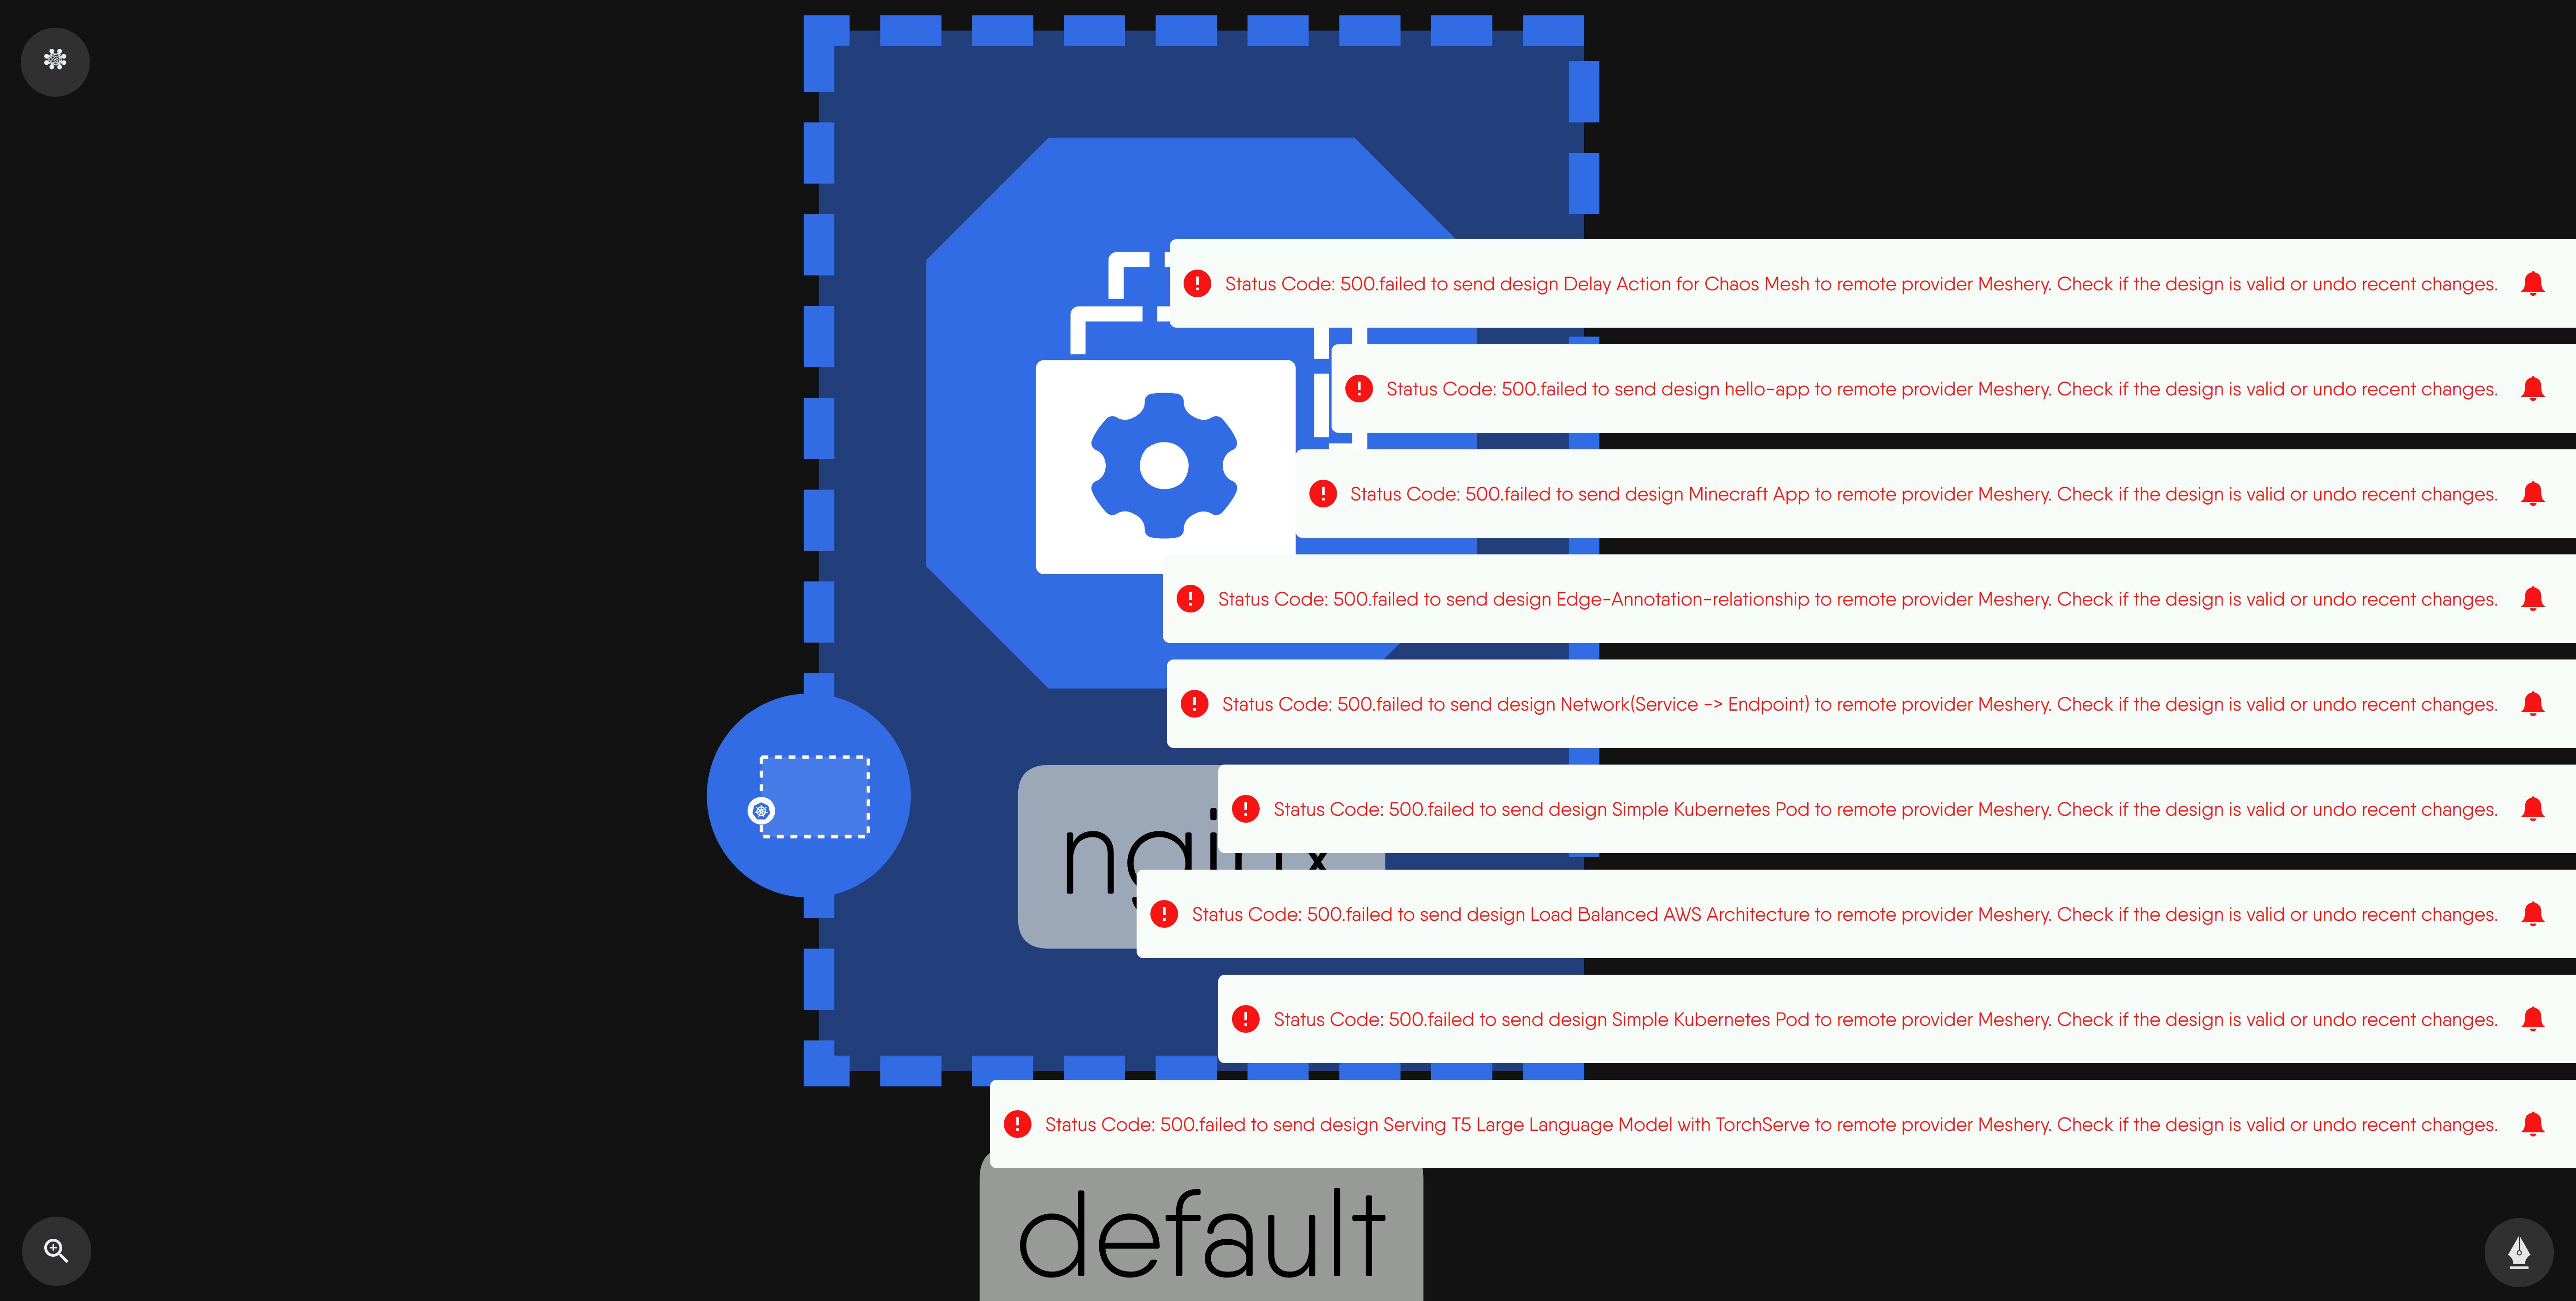 Status Code: 500.failed to send design Delay Action for Chaos Mesh to remote provider Meshery. Check if the design is valid or undo recent changes.
Status Code: 500.failed to send design hello-app to remote provider Meshery. Check if the design is valid or undo recent changes.
Status Code: 500.failed to send design Minecraft App to remote provider Meshery. Check if the design is valid or undo recent changes.
Status Code: 500.failed to send design Edge-Annotation-relationship to remote provider Meshery. Check if the design is valid or undo recent changes.
Status Code: 500.failed to send design Network(Service -> Endpoint) to remote provider Meshery. Check if the design is valid or undo recent changes.
Status Code: 500.failed to send design Simple Kubernetes Pod to remote provider Meshery. Check if the design is valid or undo recent changes.
nginx
Status Code: 500.failed to send design Load Balanced AWS Architecture to remote provider Meshery. Check if the design is valid or undo recent changes.
Status Code: 500.failed to send design Simple Kubernetes Pod to remote provider Meshery. Check if the design is valid or undo recent changes.
Status Code: 500.failed to send design Serving T5 Large Language Model with TorchServe to remote provider Meshery. Check if the design is valid or undo recent changes.
default